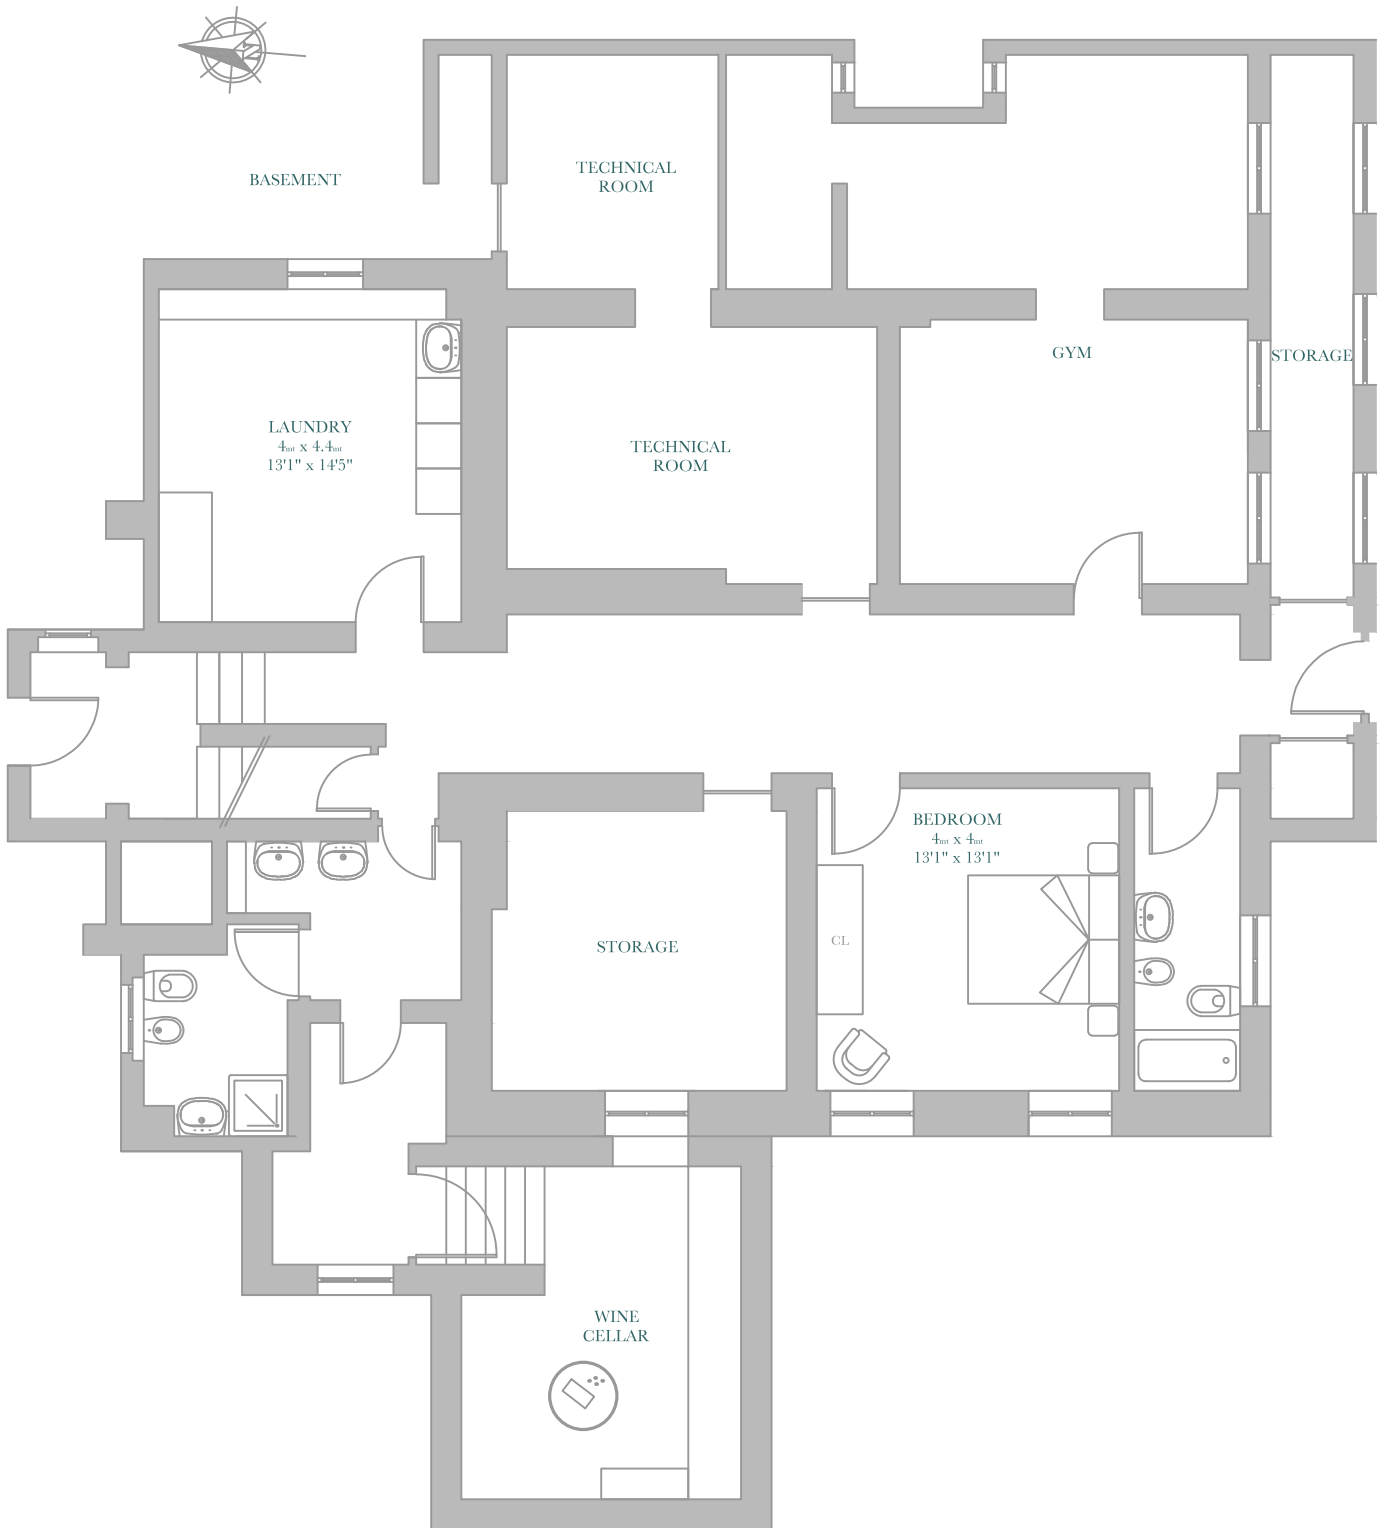 N
BASEMENT
TECHNICAL
ROOM
GYM
STORAGE
LAUNDRY
4mt x 4.4mt
13'1" x 14'5"
TECHNICAL
ROOM
BEDROOM
4mt x 4mt
13'1" x 13'1"
CL
STORAGE
WINE
CELLAR